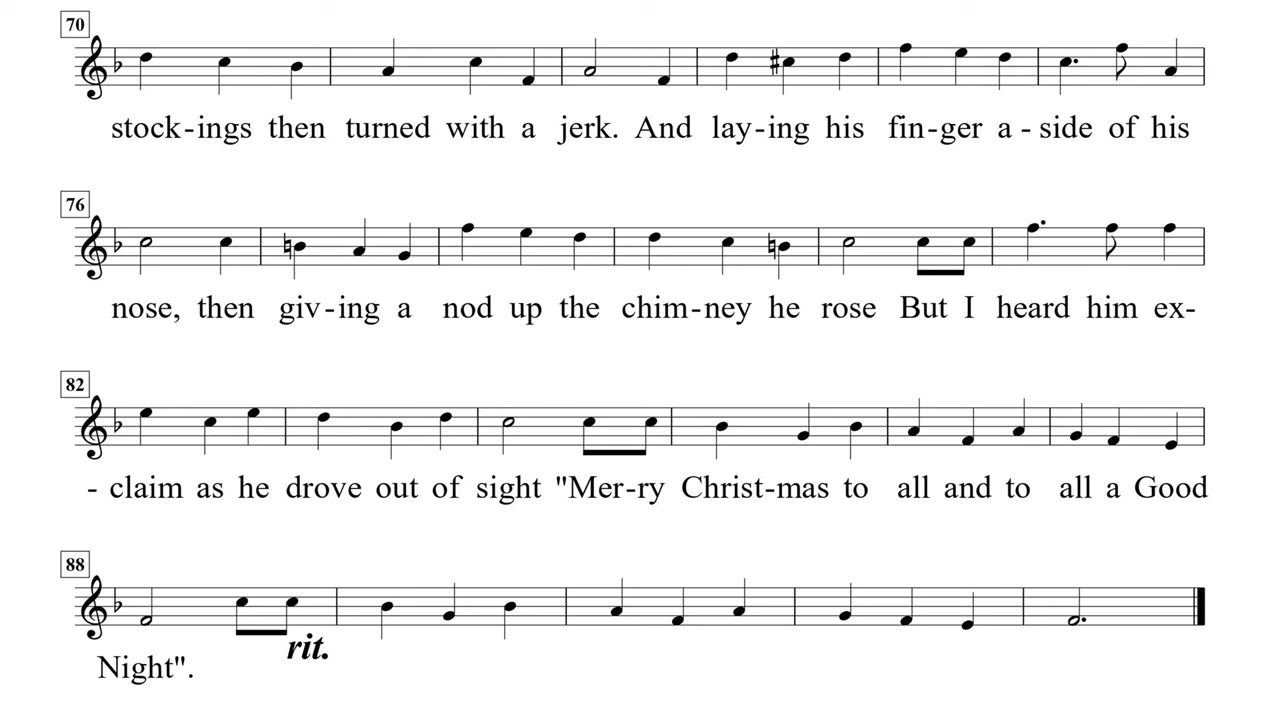 70
stock-ings then turned with a jerk. And lay-ing his fin-ger a-side of his
76
nose, then giv-ing a nod up the chim-ney he rose But I heard him ex-
82
-claim as he drove out of sight "Mer-ry Christ-mas to all and to all a Good
88
rit.
Night".